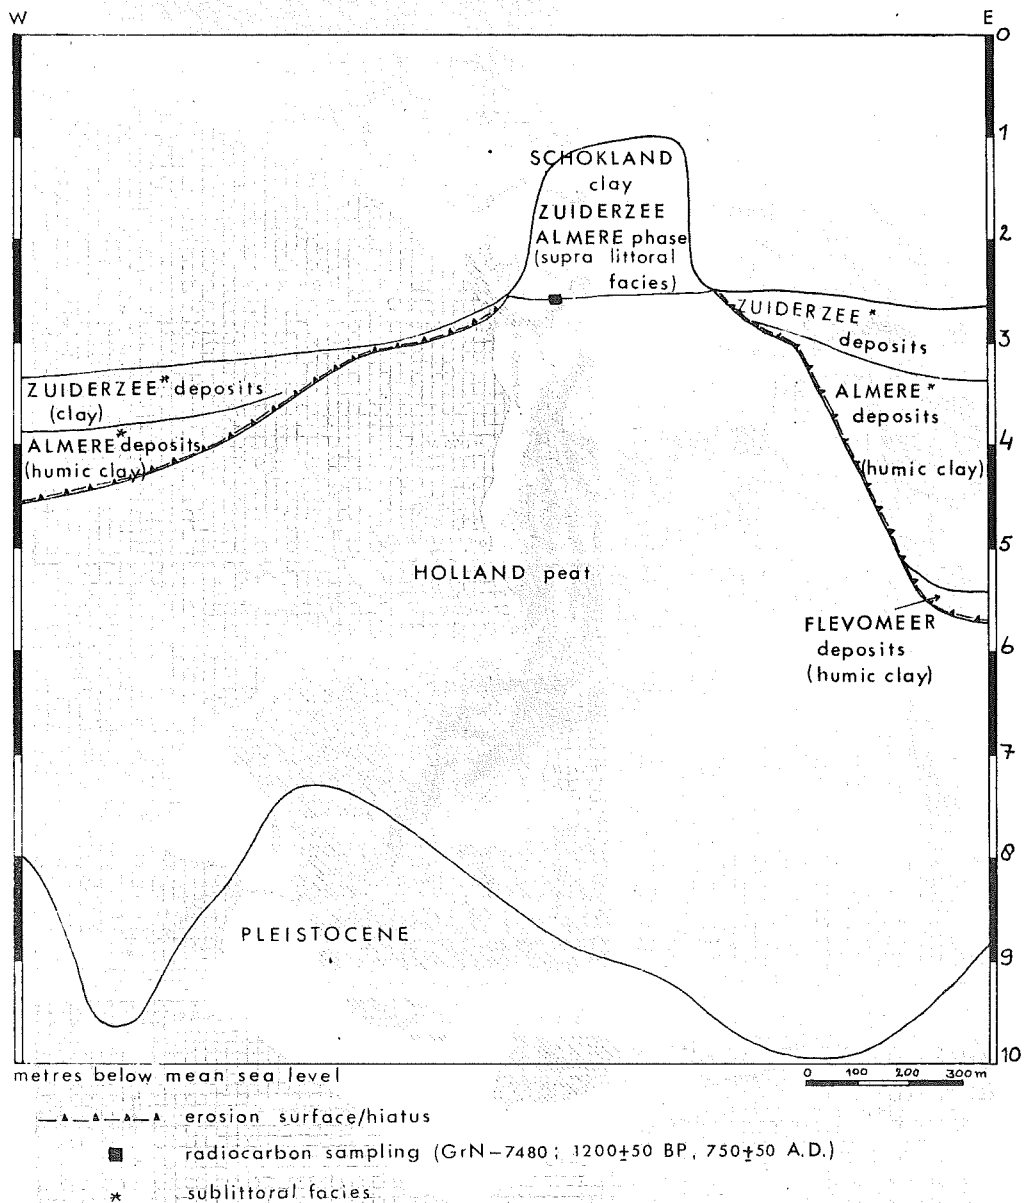 W
E
0
1
SCHOKLAND
clay
ZUIDERZEE
ALMERE phase
(supra littoral
facies)
2
ZUIDERZEE*
deposits
3
ZUIDERZEE* deposits
(clay)
ALMERE*
deposits
ALMERE* deposits
(humic clay)
4
(humic clay)
5
HOLLAND peat
FLEVOMEER
deposits
(humic clay)
6
7
8
PLEISTOCENE
9
10
metres below mean sea level
0 100 200 300m
erosion surface/hiatus
radiocarbon sampling (GrN-7480; 1200±50 BP, 750±50 A.D.)
* sublittoral facies